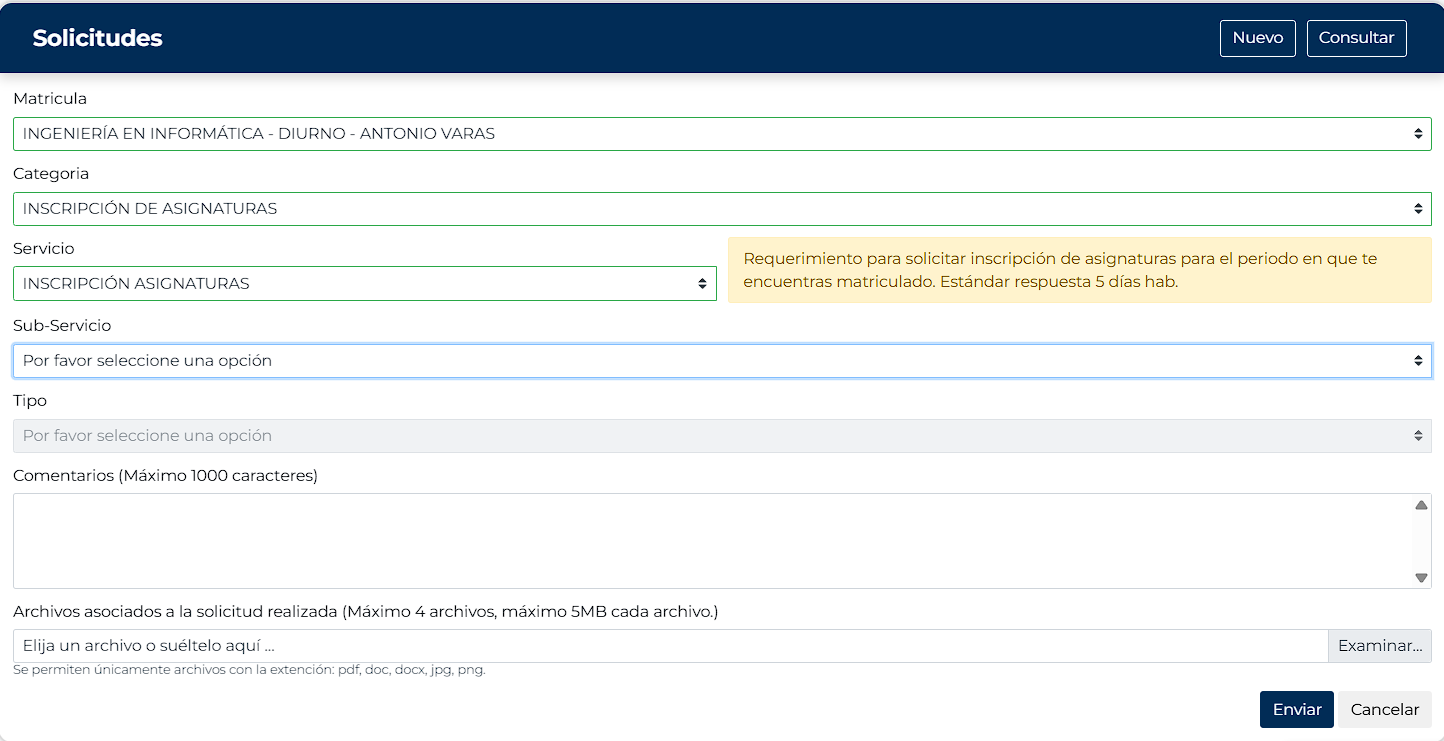 Solicitudes
Nuevo
Consultar
Matricula
INGENIERÍA EN INFORMÁTICA - DIURNO - ANTONIO VARAS
Categoria
INSCRIPCIÓN DE ASIGNATURAS
Servicio
INSCRIPCIÓN ASIGNATURAS
Requerimiento para solicitar inscripción de asignaturas para el periodo en que te
encuentras matriculado. Estándar respuesta 5 días hab.
Sub-Servicio
Por favor seleccione una opción
Tipo
Por favor seleccione una opción
Comentarios (Máximo 1000 caracteres)
Archivos asociados a la solicitud realizada (Máximo 4 archivos, máximo 5MB cada archivo.)
Elija un archivo o suéltelo aquí ...
Examinar...
Se permiten únicamente archivos con la extención: pdf, doc, docx, jpg, png.
Enviar
Cancelar